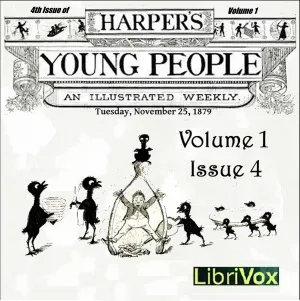 4th Issue of
Volume 1
HARPER'S
YOUNG PEOPLE
AN ILLUSTRATED WEEKLY.
Tuesday, November 25, 1879
Volume 1
Issue 4
LibriVox